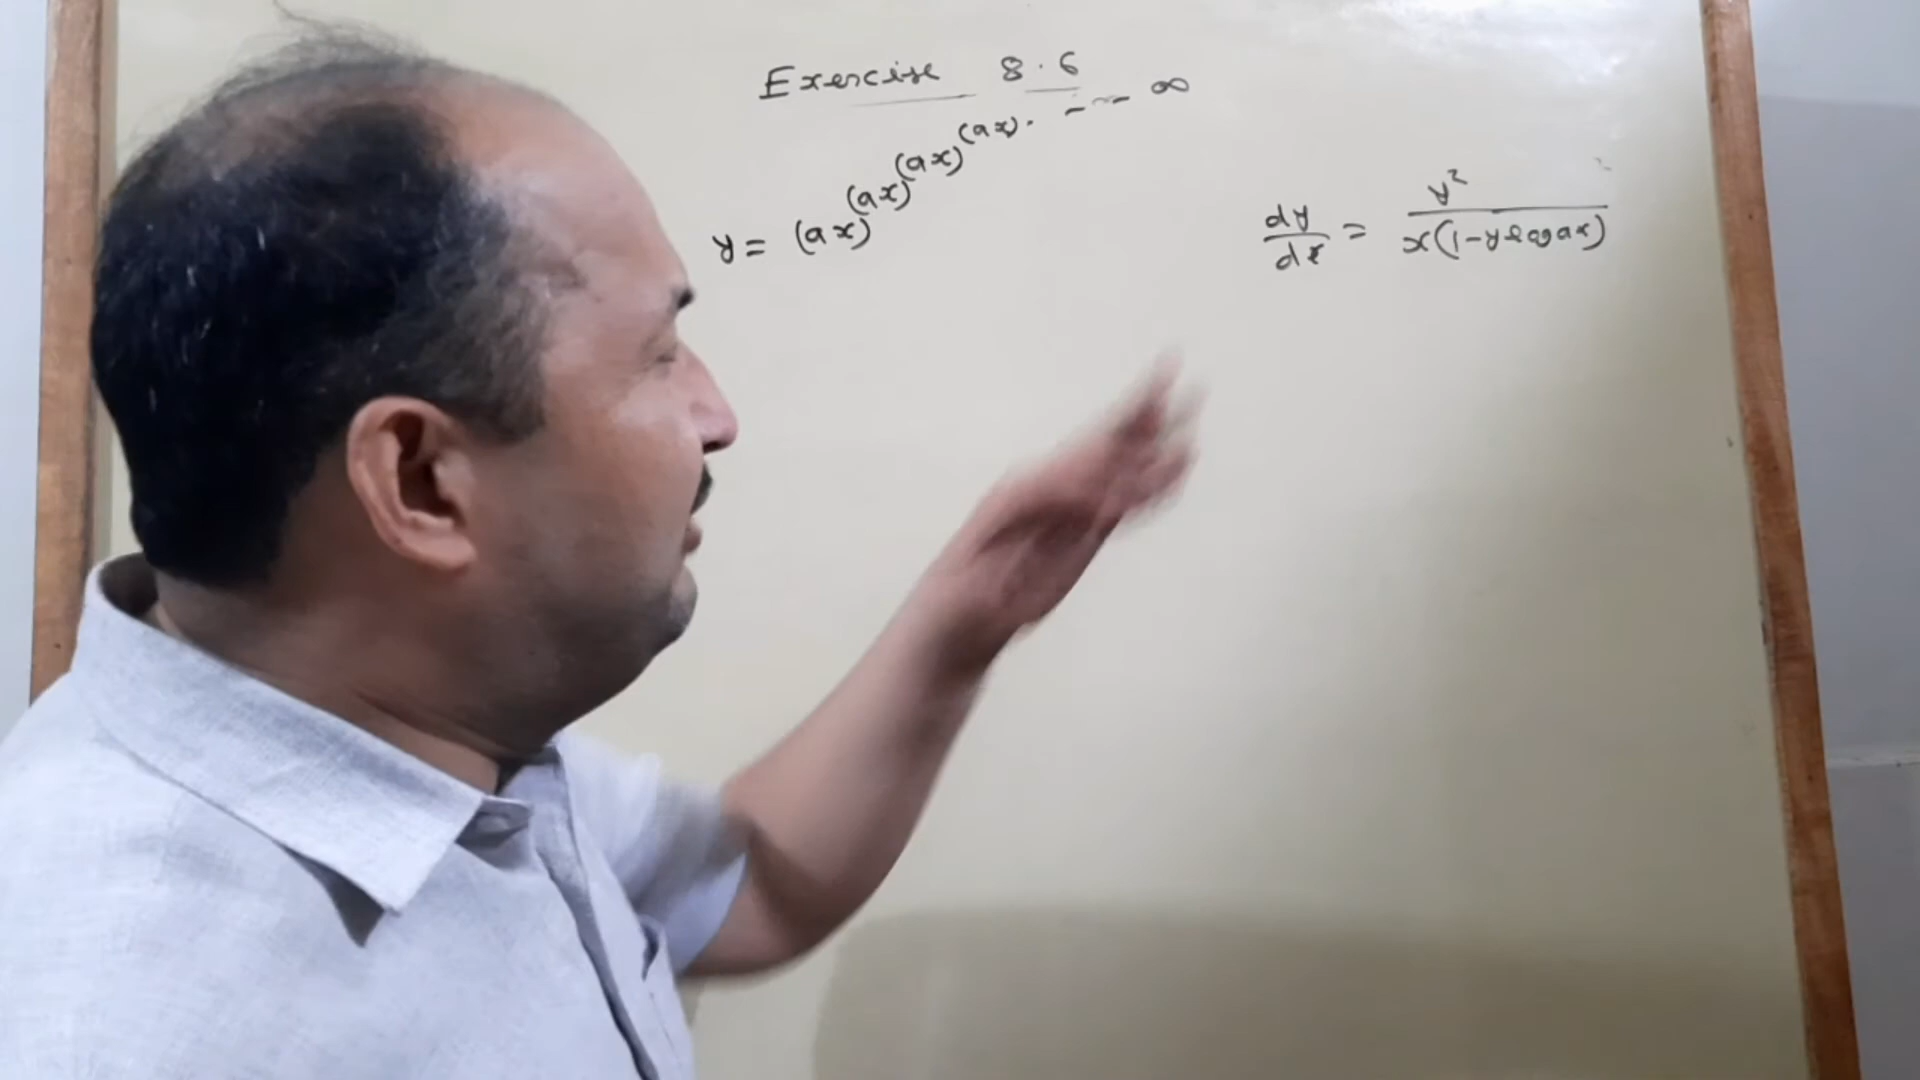 Exercise 8.6
y = (ax)^(ax)^(ax)^(ax). ---- ∞
dy/dx = y²/x(1-y log ax)